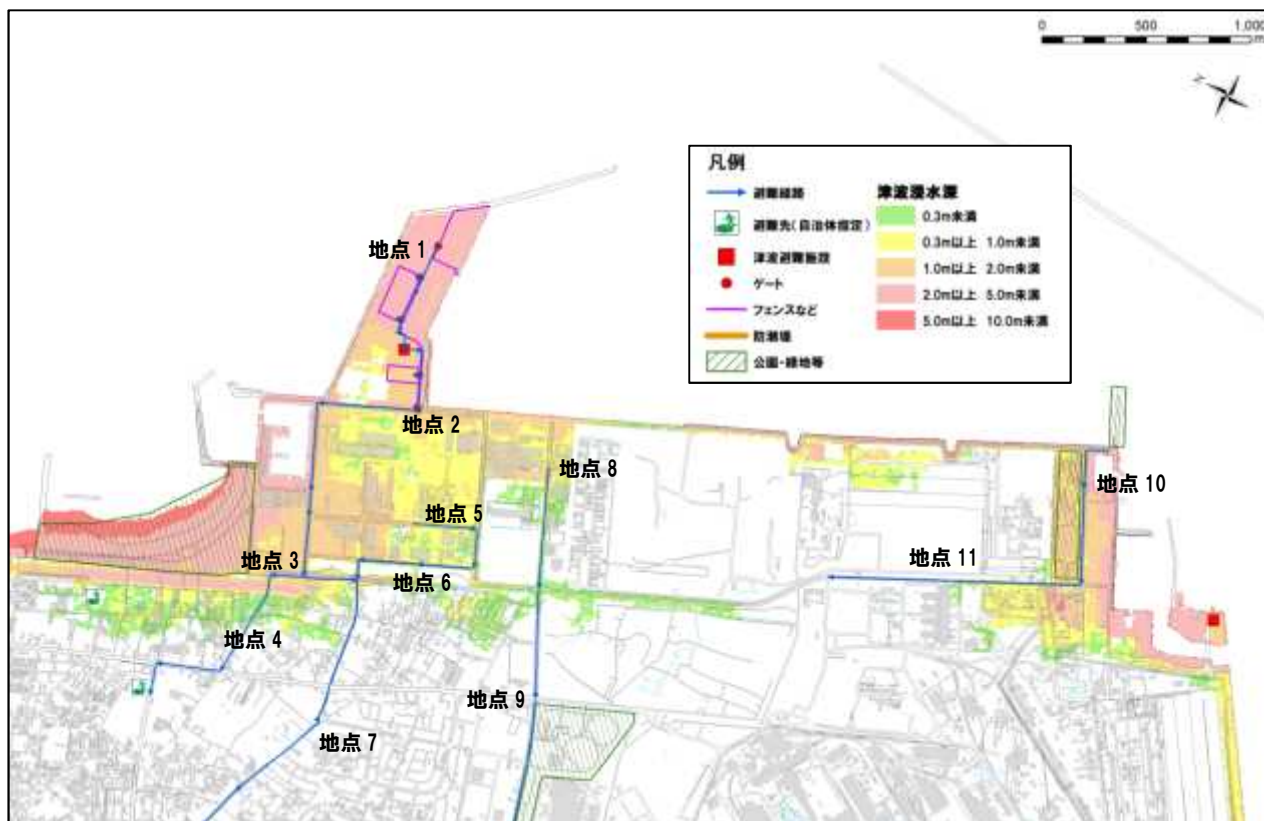 0 500 1,000
m
N
凡例
避難経路
避難先(自治体指定)
津波避難施設
ゲート
フェンスなど
防潮堤
公園・緑地等
津波浸水深
0.3m未満
0.3m以上 1.0m未満
1.0m以上 2.0m未満
2.0m以上 5.0m未満
5.0m以上 10.0m未満
地点 1
地点 2
地点 8
地点 10
地点 5
地点 3
地点 6
地点 11
地点 4
地点 9
地点 7